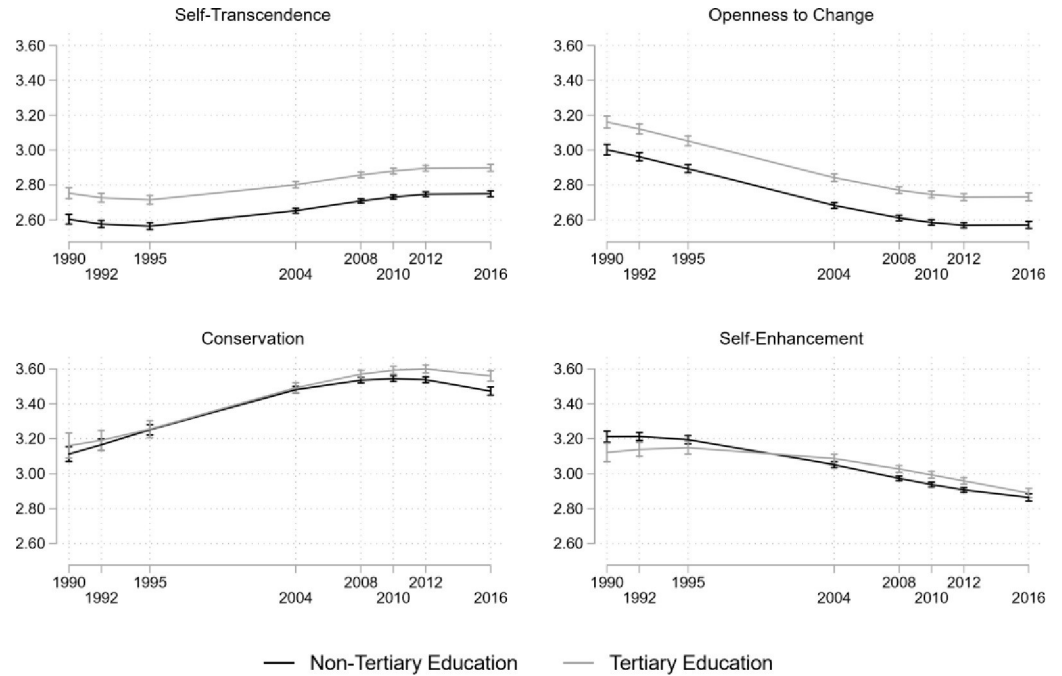 Self-Transcendence
3.60
3.40
3.20
3.00
2.80
2.60
1990 1995 2004 2008 2012
1992 2010 2016
Openness to Change
3.60
3.40
3.20
3.00
2.80
2.60
1990 1995 2008 2012
1992 2004 2010 2016
Conservation
3.60
3.40
3.20
3.00
2.80
2.60
1990 1995 2008 2012
1992 2004 2010 2016
Self-Enhancement
3.60
3.40
3.20
3.00
2.80
2.60
1990 1995 2008 2012
1992 2004 2010 2016
Non-Tertiary Education Tertiary Education